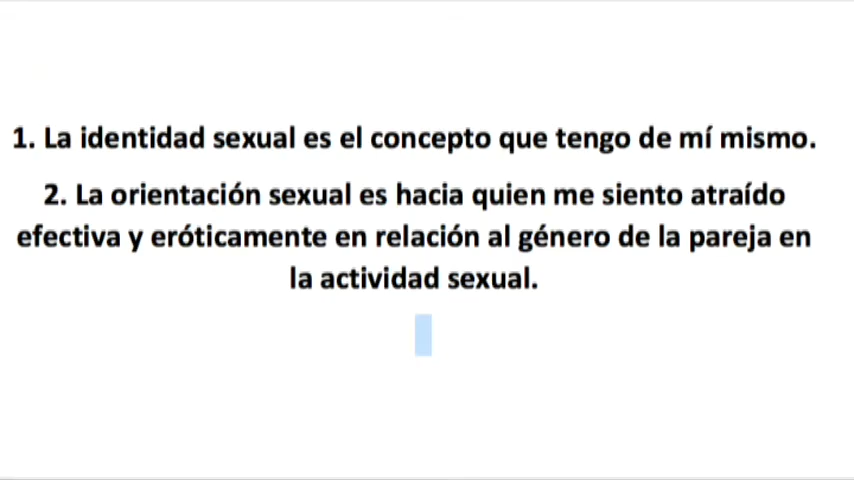 1. La identidad sexual es el concepto que tengo de mí mismo.
2. La orientación sexual es hacia quien me siento atraído
efectiva y eróticamente en relación al género de la pareja en
la actividad sexual.